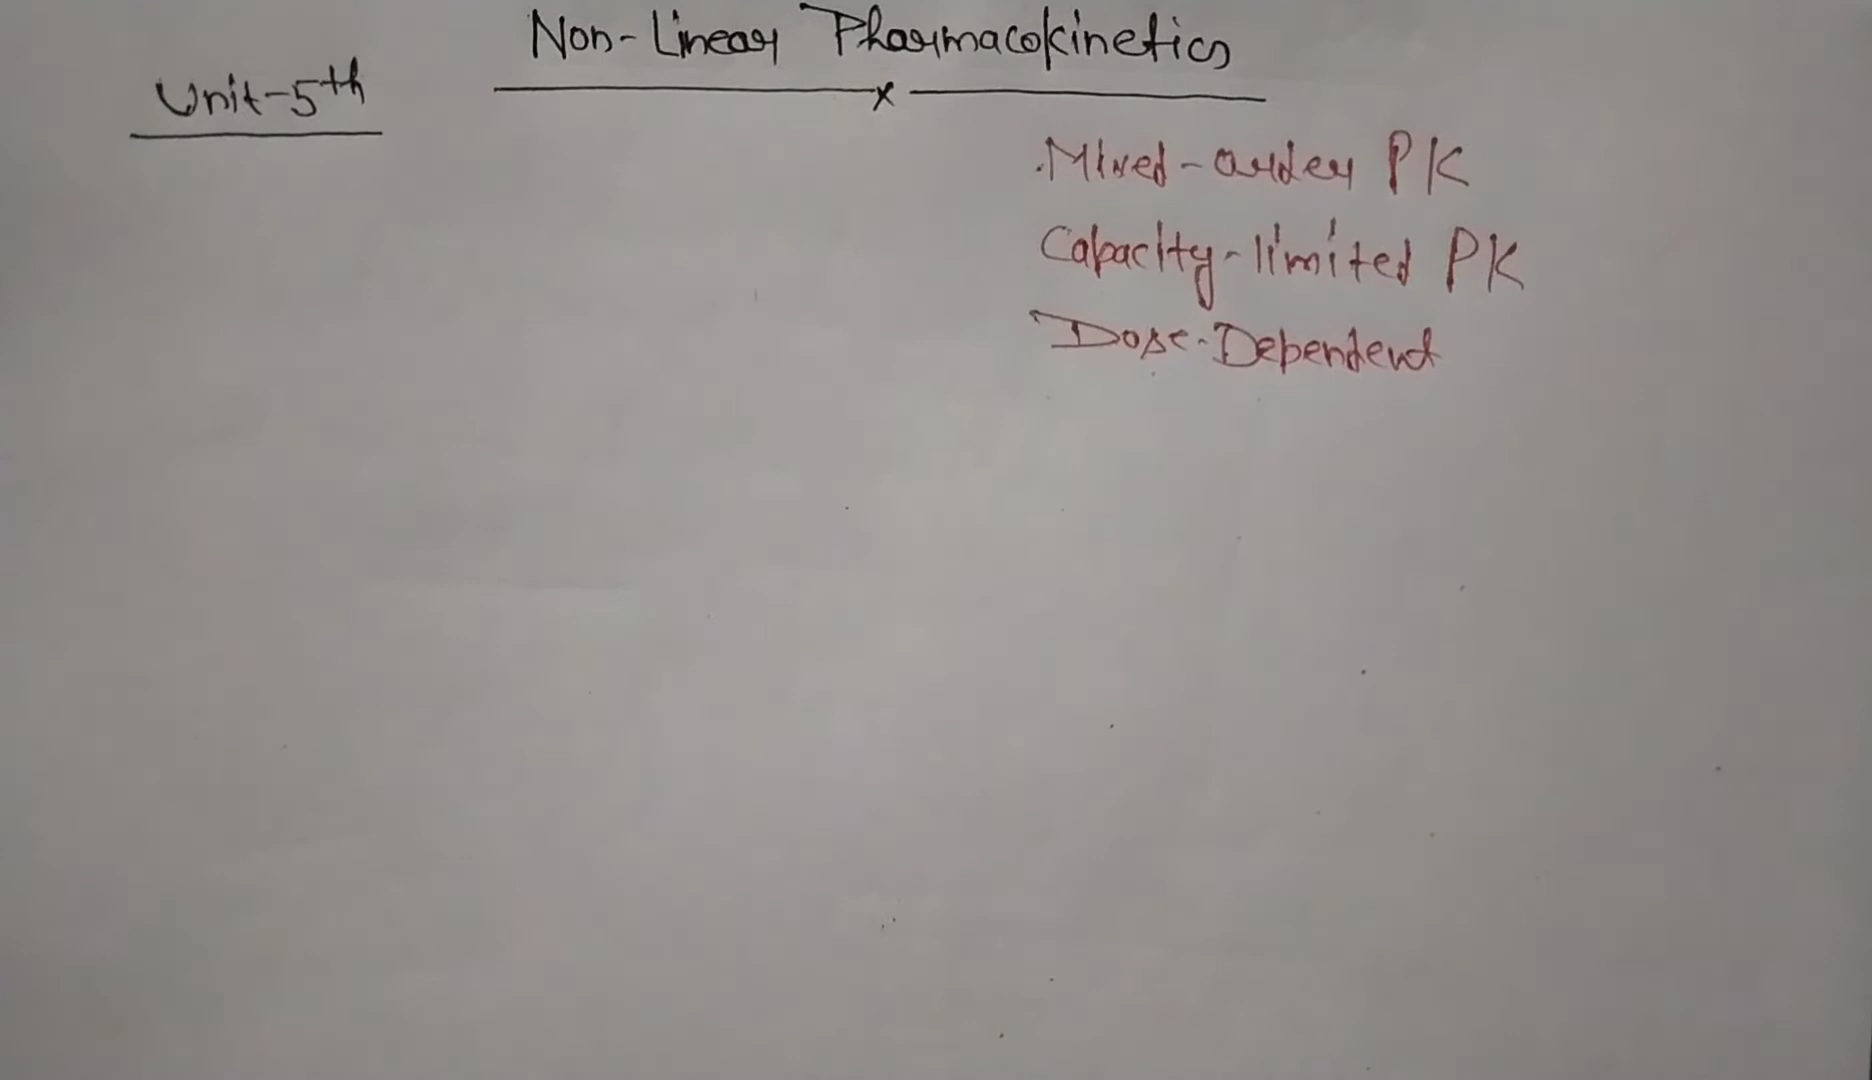 Non-Linear Pharmacokinetics
Unit-5th
Mixed-order PK
Capacity-limited PK
Dose-Dependent